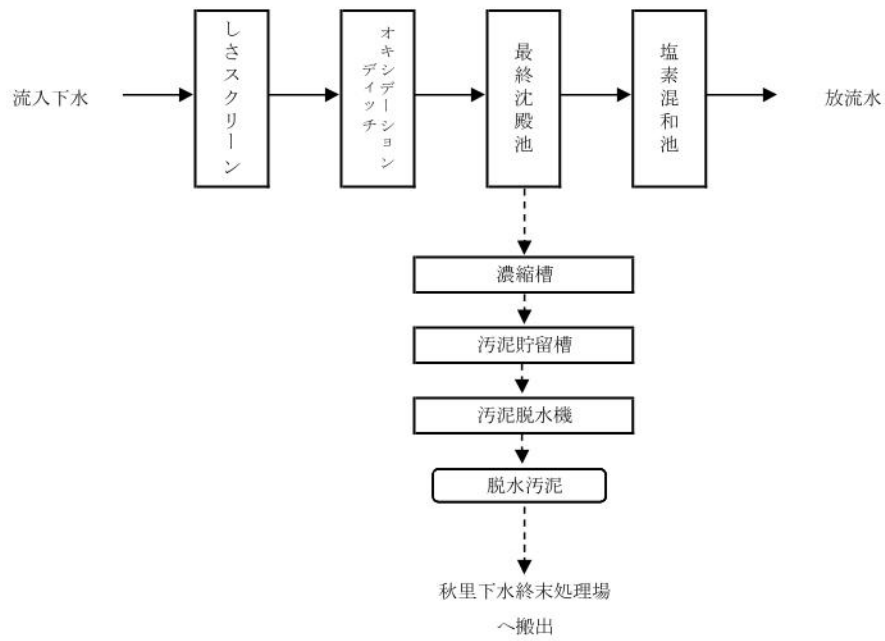 流入下水
しさスクリーン
オキシデーション
ディッチ
最終沈殿池
塩素混和池
放流水
濃縮槽
汚泥貯留槽
汚泥脱水機
脱水汚泥
秋里下水終末処理場
へ搬出